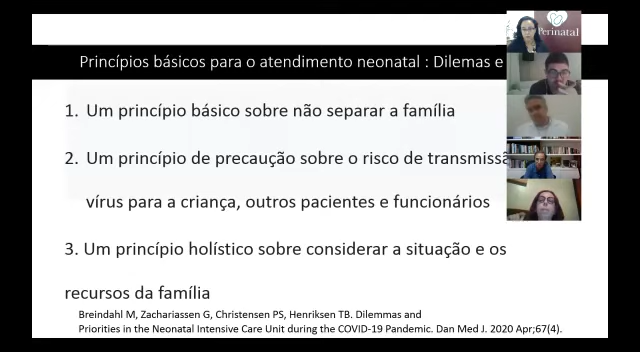 Princípios básicos para o atendimento neonatal : Dilemas e
Perinatal
1. Um princípio básico sobre não separar a família
2. Um princípio de precaução sobre o risco de transmissã
vírus para a criança, outros pacientes e funcionários
3. Um princípio holístico sobre considerar a situação e os
recursos da família
Breindahl M, Zachariassen G, Christensen PS, Henriksen TB. Dilemmas and
Priorities in the Neonatal Intensive Care Unit during the COVID-19 Pandemic. Dan Med J. 2020 Apr;67(4).